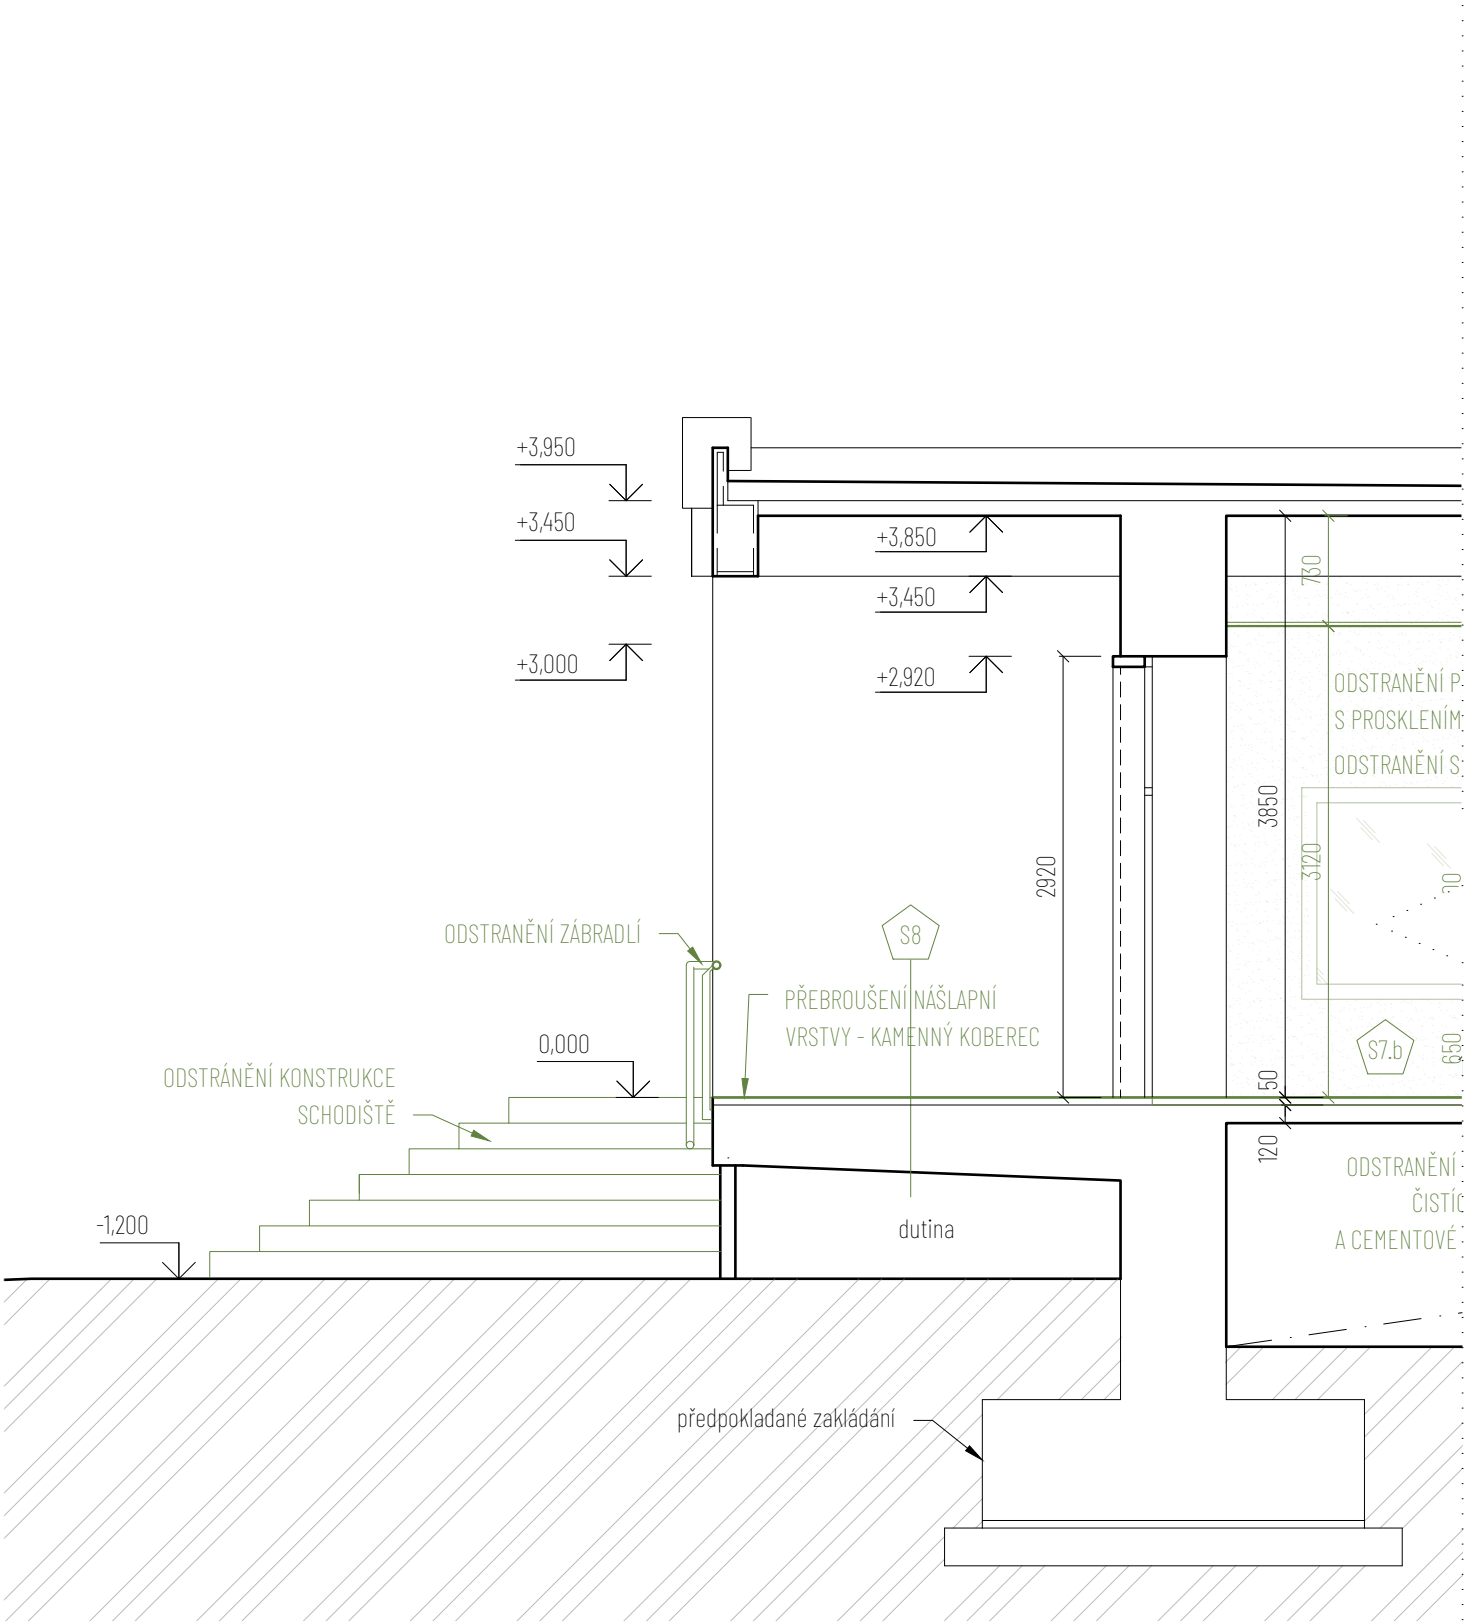 +3,950
+3,450
+3,850
+3,450
+3,000
+2,920
730
ODSTRANĚNÍ P
S PROSKLENÍM
ODSTRANĚNÍ S
3850
3120
2920
ODSTRANĚNÍ ZÁBRADLÍ
S8
PŘEBROUŠENÍ NÁŠLAPNÍ
VRSTVY - KAMENNÝ KOBEREC
0,000
S7.b
650
ODSTRÁNĚNÍ KONSTRUKCE
SCHODIŠTĚ
50
120
ODSTRANĚNÍ
ČISTÍC
A CEMENTOVÉ
-1,200
dutina
předpokladané zakládání